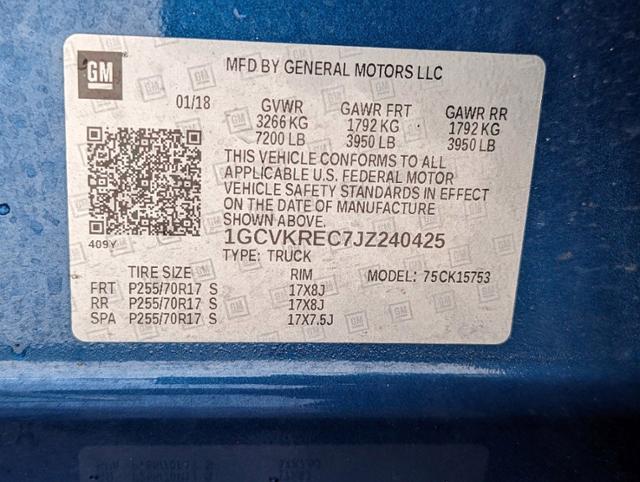 GM
MFD BY GENERAL MOTORS LLC
01/18 GVWR GAWR FRT GAWR RR
3266 KG 1792 KG 1792 KG
7200 LB 3950 LB 3950 LB
THIS VEHICLE CONFORMS TO ALL
APPLICABLE U.S. FEDERAL MOTOR
VEHICLE SAFETY STANDARDS IN EFFECT
ON THE DATE OF MANUFACTURE
SHOWN ABOVE.
409Y
1GCVKREC7JZ240425
TYPE: TRUCK MODEL: 75CK15753
TIRE SIZE RIM
FRT P255/70R17 S 17X8J
RR P255/70R17 S 17X8J
SPA P255/70R17 S 17X7.5J